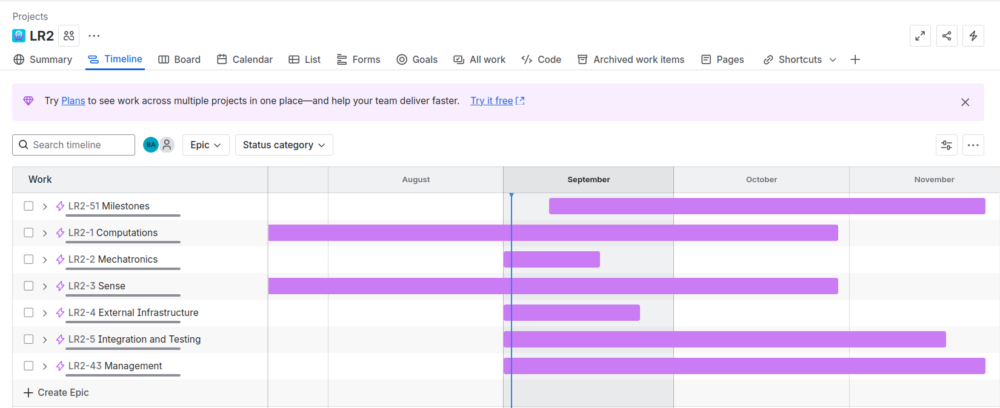 Projects
LR2
Summary Timeline Board Calendar List Forms Goals All work Code Archived work items Pages Shortcuts
Try Plans to see work across multiple projects in one place—and help your team deliver faster. Try it free
Search timeline BA Epic Status category
Work August September October November
LR2-51 Milestones
LR2-1 Computations
LR2-2 Mechatronics
LR2-3 Sense
LR2-4 External Infrastructure
LR2-5 Integration and Testing
LR2-43 Management
Create Epic